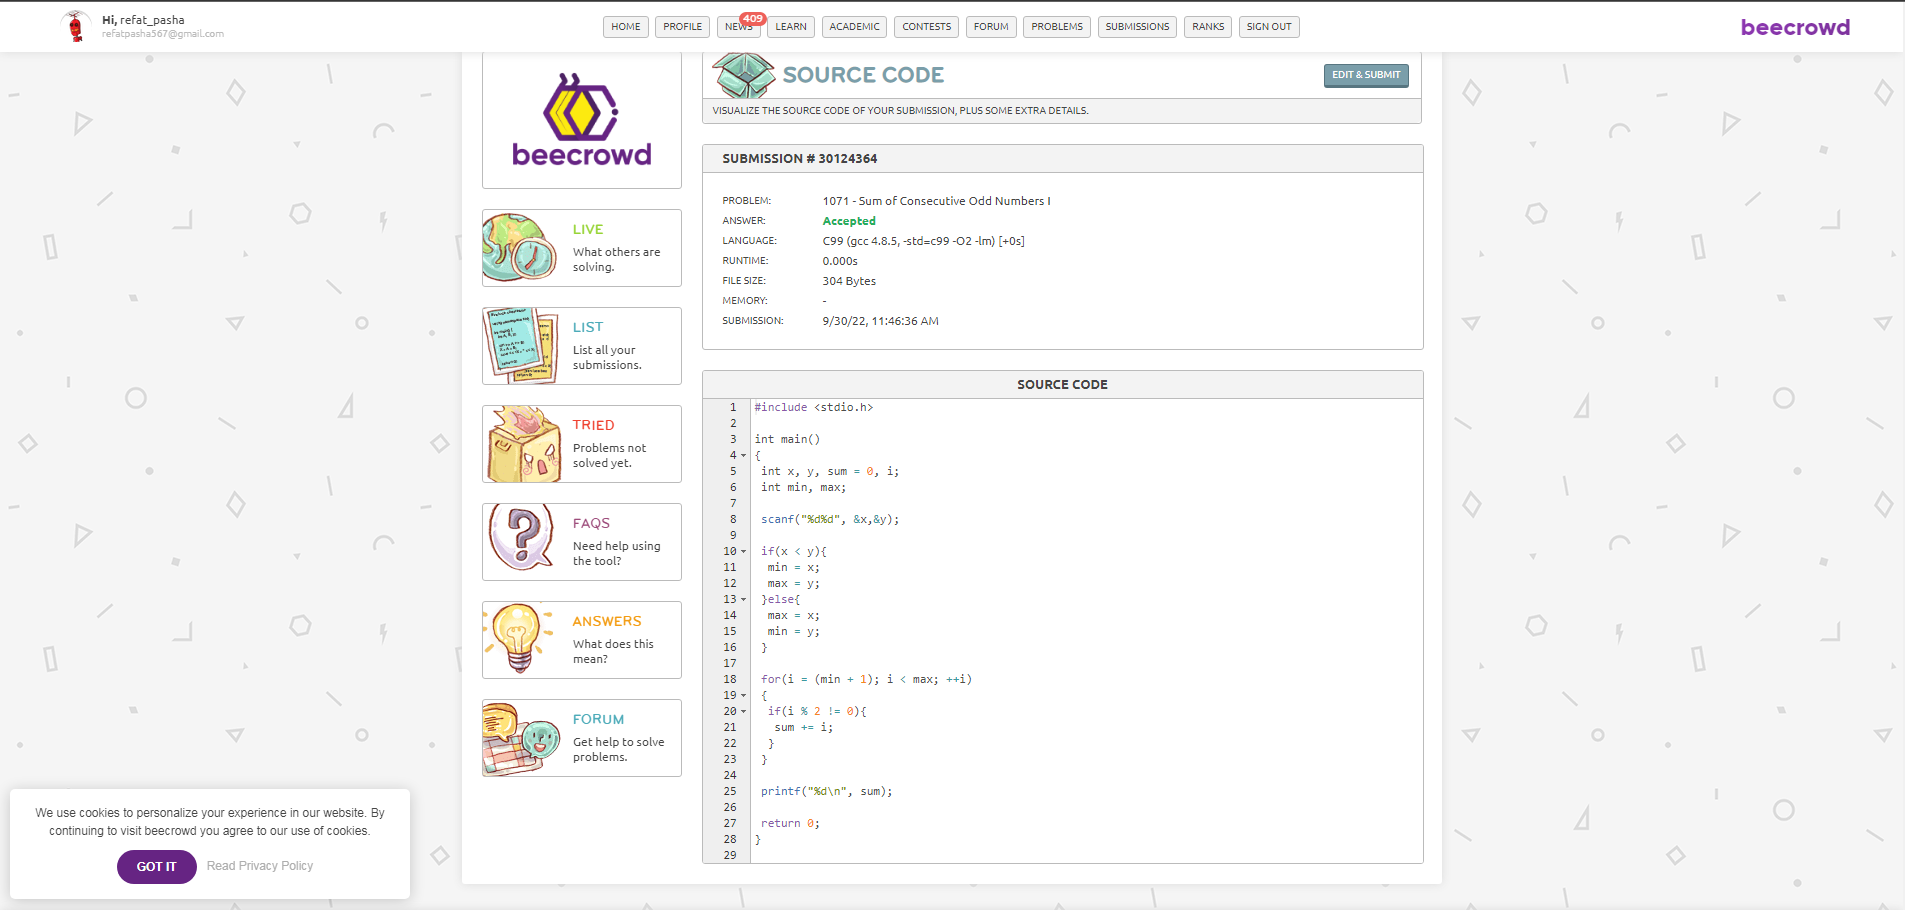 Hi, refat_pasha
refatpasha567@gmail.com
HOME PROFILE NEWS 409 LEARN ACADEMIC CONTESTS FORUM PROBLEMS SUBMISSIONS RANKS SIGN OUT
beecrowd
beecrowd
LIVE
What others are
solving.
LIST
List all your
submissions.
TRIED
Problems not
solved yet.
FAQS
Need help using
the tool?
ANSWERS
What does this
mean?
FORUM
Get help to solve
problems.
SOURCE CODE
EDIT & SUBMIT
VISUALIZE THE SOURCE CODE OF YOUR SUBMISSION, PLUS SOME EXTRA DETAILS.
SUBMISSION # 30124364
PROBLEM: 1071 - Sum of Consecutive Odd Numbers I
ANSWER: Accepted
LANGUAGE: C99 (gcc 4.8.5, -std=c99 -O2 -lm) [+0s]
RUNTIME: 0.000s
FILE SIZE: 304 Bytes
MEMORY: -
SUBMISSION: 9/30/22, 11:46:36 AM
SOURCE CODE
1 #include <stdio.h>
2
3 int main()
4 {
5 int x, y, sum = 0, i;
6 int min, max;
7
8 scanf("%d%d", &x,&y);
9
10 if(x < y){
11 min = x;
12 max = y;
13 }else{
14 max = x;
15 min = y;
16 }
17
18 for(i = (min + 1); i < max; ++i)
19 {
20 if(i % 2 != 0){
21 sum += i;
22 }
23 }
24
25 printf("%d\n", sum);
26
27 return 0;
28 }
29
We use cookies to personalize your experience in our website. By
continuing to visit beecrowd you agree to our use of cookies.
GOT IT Read Privacy Policy